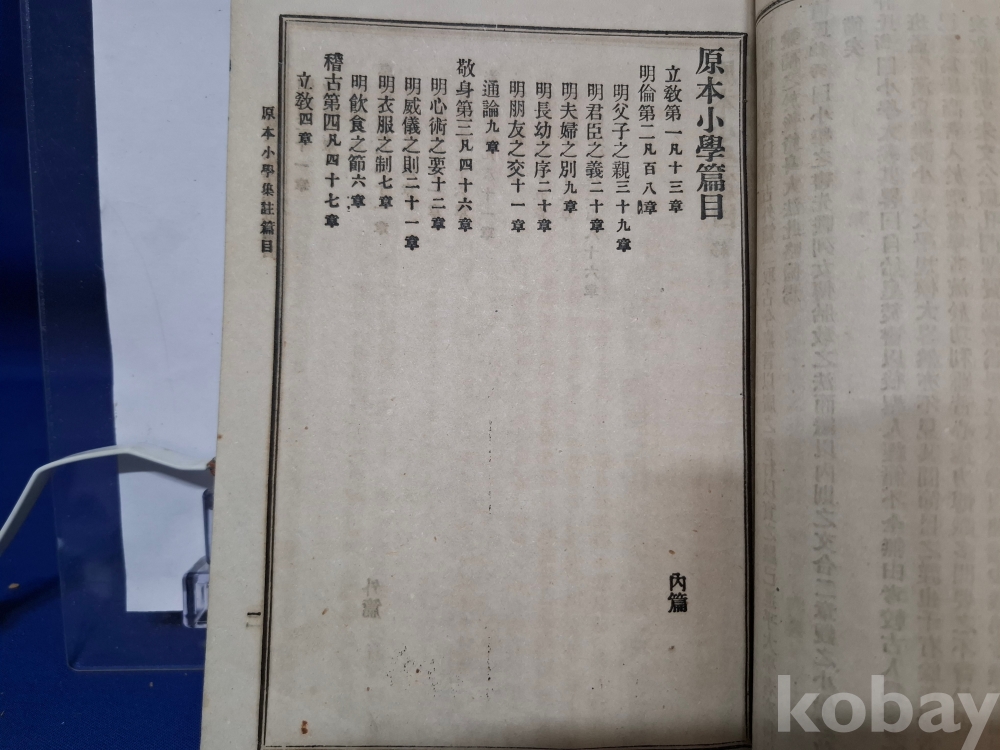 原本小學篇目
立教第一凡十三章
內篇
明倫第二凡百八章
明父子之親三十九章
明君臣之義二十章
明夫婦之別九章
明長幼之序二十章
明朋友之交十一章
通論九章
敬身第三凡四十六章
明心術之要十二章
明威儀之則二十一章
明衣服之制七章
明飮食之節六章
稽古第四凡四十七章
立教四章
原本小學集註篇目
kobay